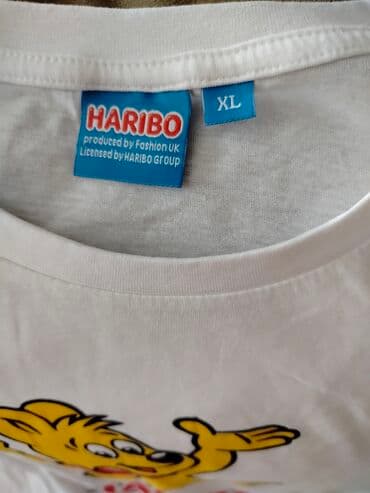 HARIBO
produced by Fashion UK
Licensed by HARIBO Group
XL